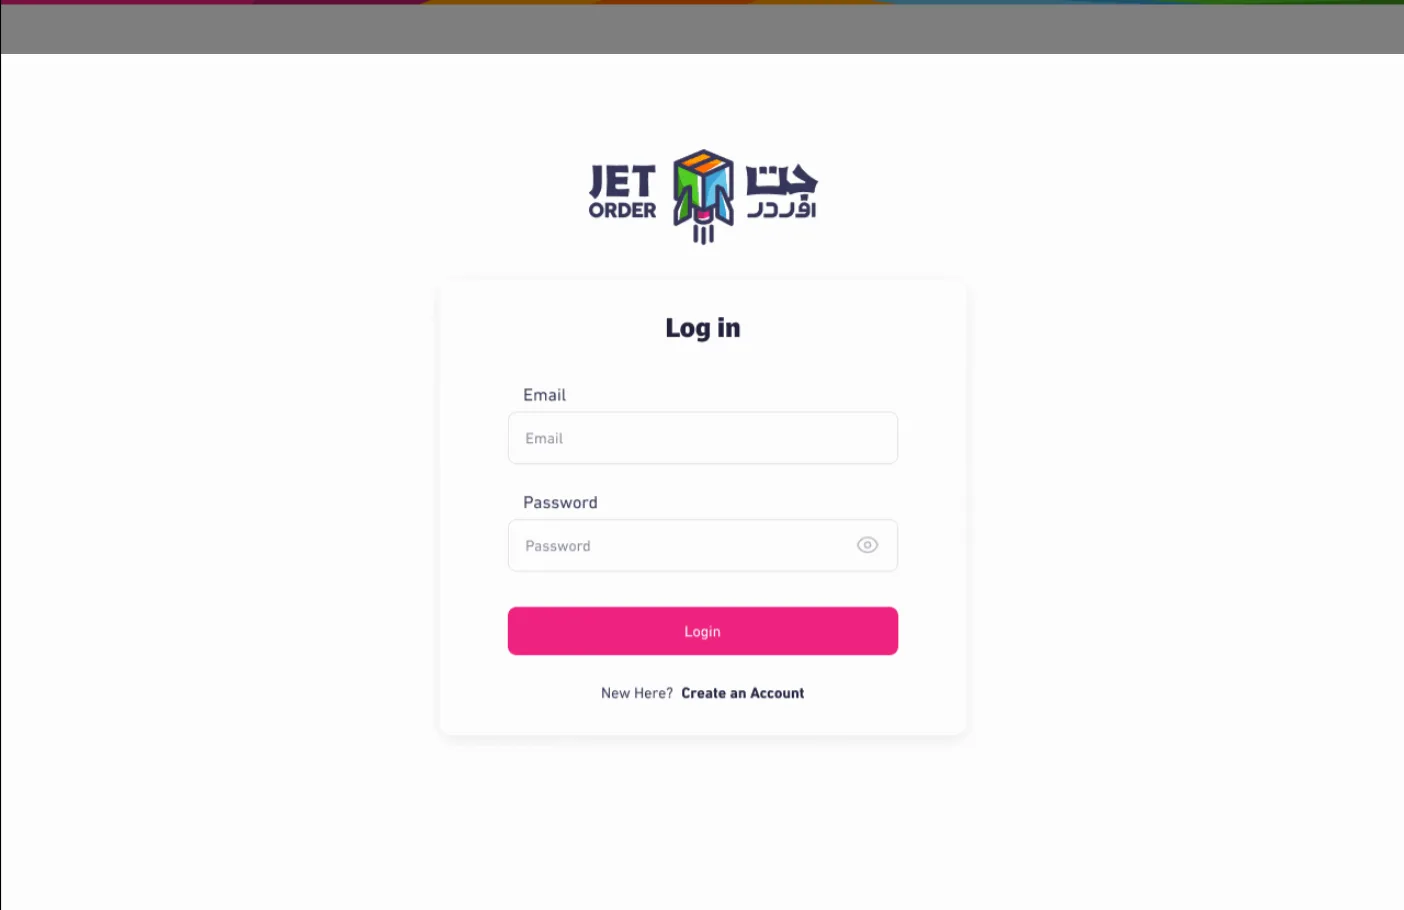 JET
ORDER
جت
اوردر
Log in
Email
Email
Password
Password
Login
New Here? Create an Account